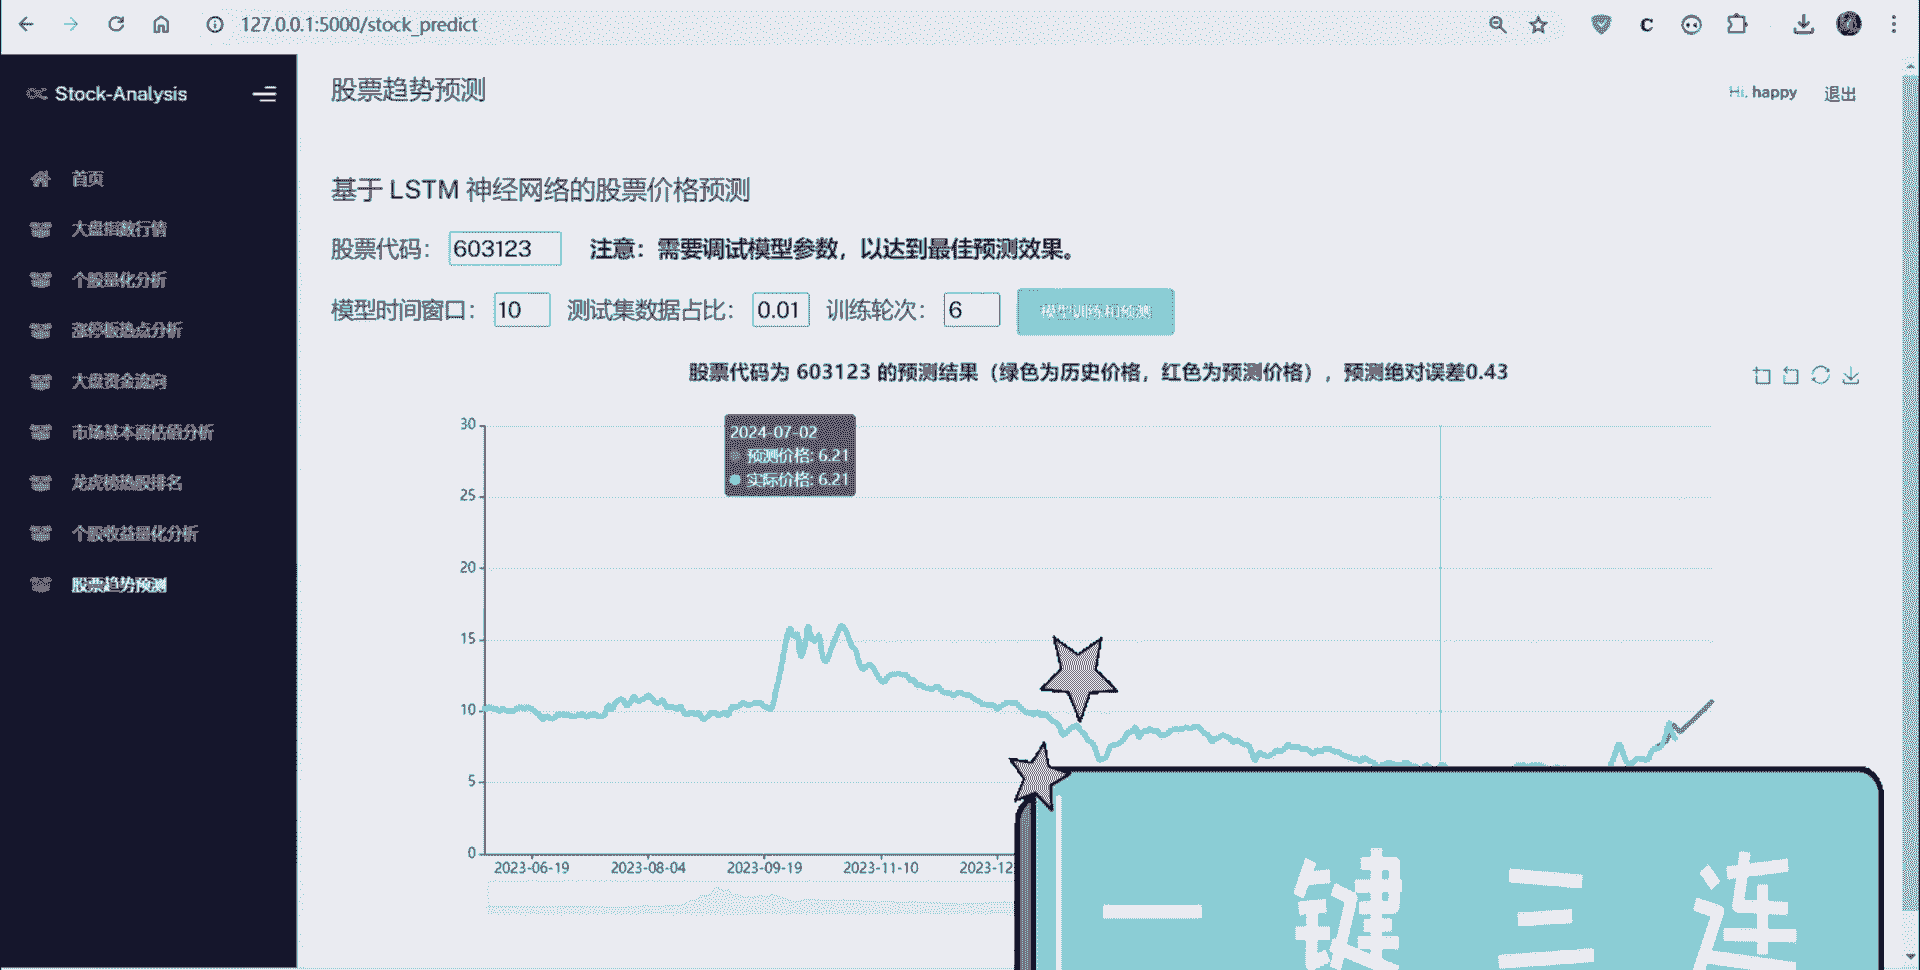 127.0.0.1:5000/stock_predict
Stock-Analysis
股票趋势预测
Hi, happy 退出
首页
大盘指数行情
个股量化分析
涨停板热点分析
大盘资金流向
市场基本面估值分析
龙虎榜热股排名
个股收益量化分析
股票趋势预测
基于 LSTM 神经网络的股票价格预测
股票代码： 603123 注意：需要调试模型参数，以达到最佳预测效果。
模型时间窗口： 10 测试集数据占比： 0.01 训练轮次： 6 模型训练和预测
股票代码为 603123 的预测结果（绿色为历史价格，红色为预测价格），预测绝对误差0.43
2024-07-02
预测价格: 6.21
实际价格: 6.21
30
25
20
15
10
5
0
2023-06-19 2023-08-04 2023-09-19 2023-11-10 2023-12
一键三连